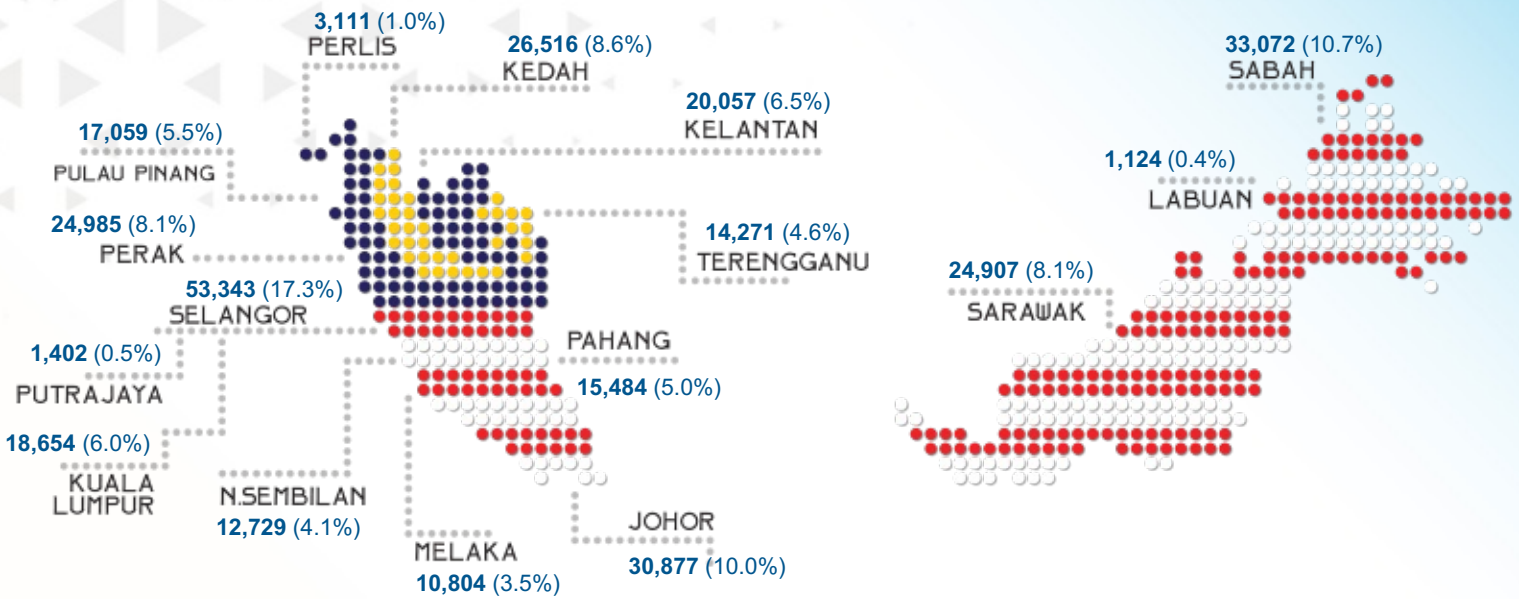 3,111 (1.0%)
PERLIS
26,516 (8.6%)
KEDAH
20,057 (6.5%)
KELANTAN
17,059 (5.5%)
PULAU PINANG
24,985 (8.1%)
PERAK
14,271 (4.6%)
TERENGGANU
53,343 (17.3%)
SELANGOR
1,402 (0.5%)
PUTRAJAYA
PAHANG
15,484 (5.0%)
18,654 (6.0%)
KUALA
LUMPUR
N.SEMBILAN
12,729 (4.1%)
MELAKA
10,804 (3.5%)
JOHOR
30,877 (10.0%)
33,072 (10.7%)
SABAH
1,124 (0.4%)
LABUAN
24,907 (8.1%)
SARAWAK